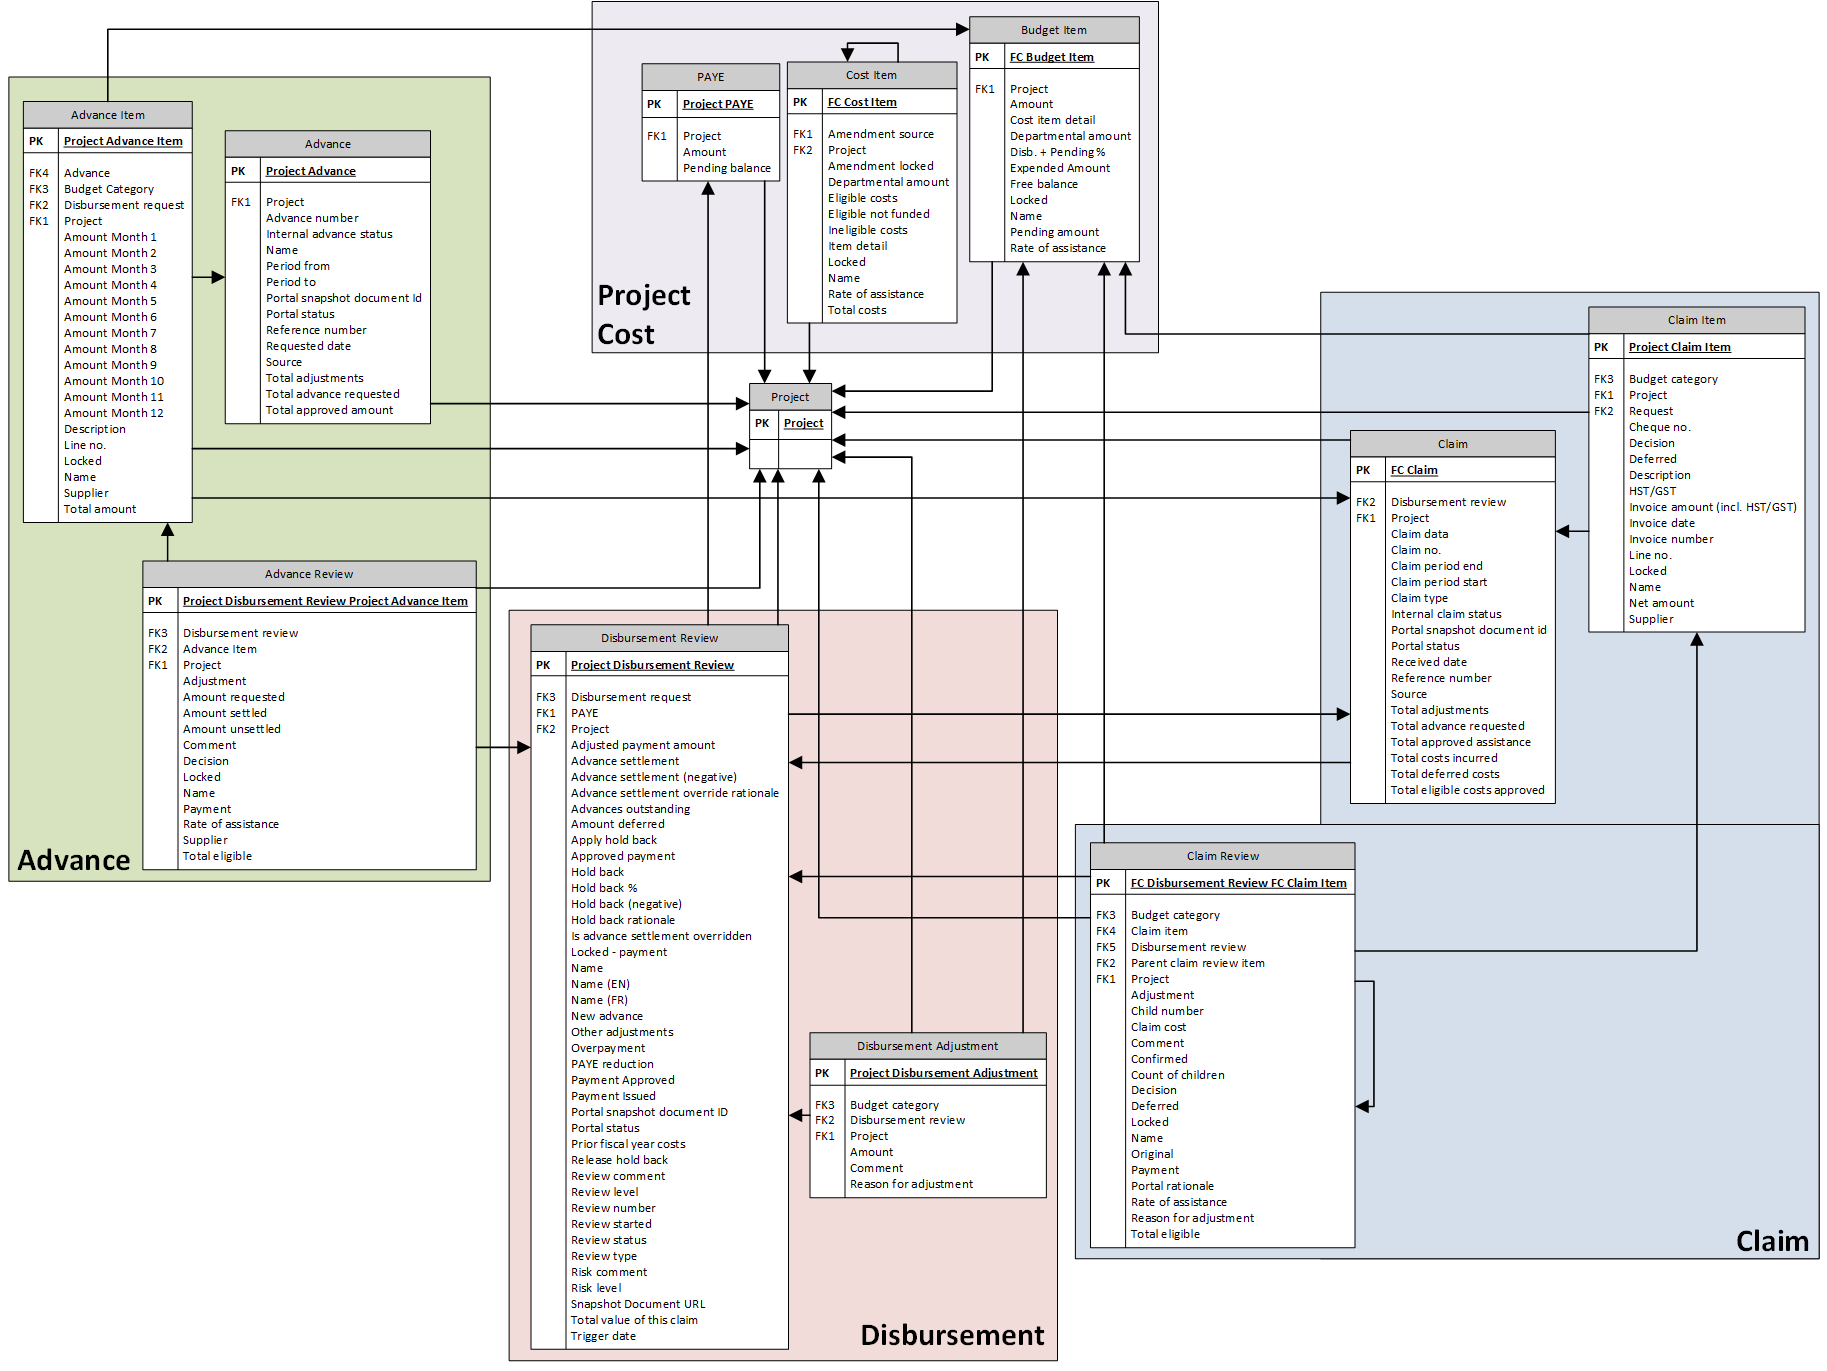 Budget Item
PK FC Budget Item
FK1 Project
Amount
Cost item detail
Departmental amount
Disb. + Pending %
Expended Amount
Free balance
Locked
Name
Pending amount
Rate of assistance
PAYE
PK Project PAYE
FK1 Project
Amount
Pending balance
Cost Item
PK FC Cost Item
FK1 Amendment source
FK2 Project
Amendment locked
Departmental amount
Eligible costs
Eligible not funded
Ineligible costs
Item detail
Locked
Name
Rate of assistance
Total costs
Project
Cost
Advance Item
PK Project Advance Item
FK4 Advance
FK3 Budget Category
FK2 Disbursement request
FK1 Project
Amount Month 1
Amount Month 2
Amount Month 3
Amount Month 4
Amount Month 5
Amount Month 6
Amount Month 7
Amount Month 8
Amount Month 9
Amount Month 10
Amount Month 11
Amount Month 12
Description
Line no.
Locked
Name
Supplier
Total amount
Advance
PK Project Advance
FK1 Project
Advance number
Internal advance status
Name
Period from
Period to
Portal snapshot document Id
Portal status
Reference number
Requested date
Source
Total adjustments
Total advance requested
Total approved amount
Project
PK Project
Claim Item
PK Project Claim Item
FK3 Budget category
FK1 Project
FK2 Request
Cheque no.
Decision
Deferred
Description
HST/GST
Invoice amount (incl. HST/GST)
Invoice date
Invoice number
Line no.
Locked
Name
Net amount
Supplier
Claim
PK FC Claim
FK2 Disbursement review
FK1 Project
Claim data
Claim no.
Claim period end
Claim period start
Claim type
Internal claim status
Portal snapshot document id
Portal status
Received date
Reference number
Source
Total adjustments
Total advance requested
Total approved assistance
Total costs incurred
Total deferred costs
Total eligible costs approved
Advance Review
PK Project Disbursement Review Project Advance Item
FK3 Disbursement review
FK2 Advance Item
FK1 Project
Adjustment
Amount requested
Amount settled
Amount unsettled
Comment
Decision
Locked
Name
Payment
Rate of assistance
Supplier
Total eligible
Advance
Disbursement Review
PK Project Disbursement Review
FK3 Disbursement request
FK1 PAYE
FK2 Project
Adjusted payment amount
Advance settlement
Advance settlement (negative)
Advance settlement override rationale
Advances outstanding
Amount deferred
Apply hold back
Approved payment
Hold back
Hold back %
Hold back (negative)
Hold back rationale
Is advance settlement overridden
Locked - payment
Name
Name (EN)
Name (FR)
New advance
Other adjustments
Overpayment
PAYE reduction
Payment Approved
Payment Issued
Portal snapshot document ID
Portal status
Prior fiscal year costs
Release hold back
Review comment
Review level
Review number
Review started
Review status
Review type
Risk comment
Risk level
Snapshot Document URL
Total value of this claim
Trigger date
Disbursement Adjustment
PK Project Disbursement Adjustment
FK3 Budget category
FK2 Disbursement review
FK1 Project
Amount
Comment
Reason for adjustment
Disbursement
Claim Review
PK FC Disbursement Review FC Claim Item
FK3 Budget category
FK4 Claim item
FK5 Disbursement review
FK2 Parent claim review item
FK1 Project
Adjustment
Child number
Claim cost
Comment
Confirmed
Count of children
Decision
Deferred
Locked
Name
Original
Payment
Portal rationale
Rate of assistance
Reason for adjustment
Total eligible
Claim